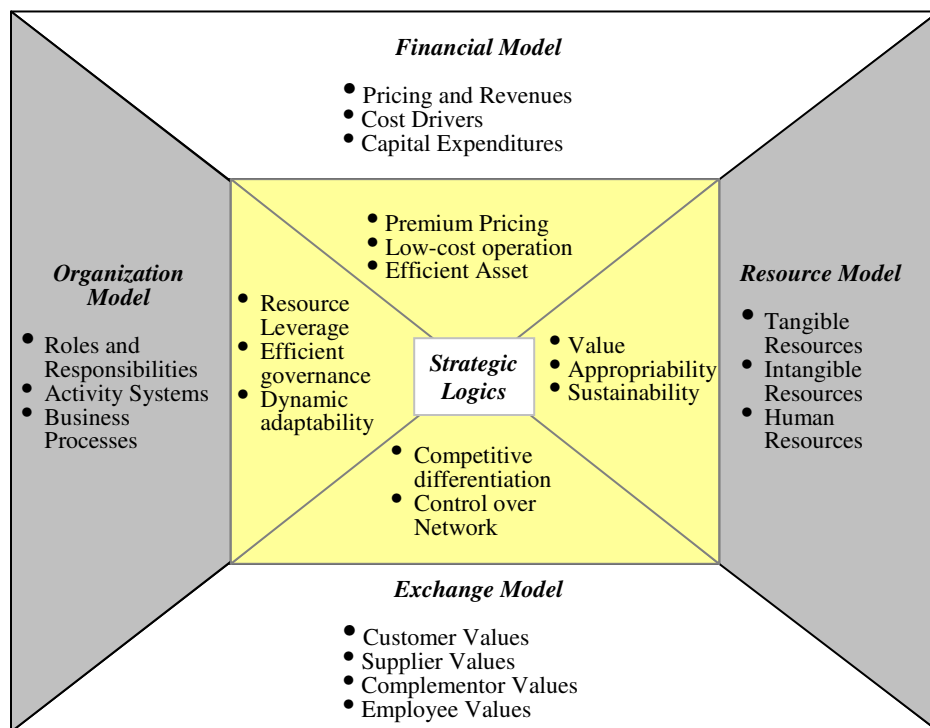 Financial Model
• Pricing and Revenues
• Cost Drivers
• Capital Expenditures
• Premium Pricing
• Low-cost operation
• Efficient Asset
Organization
Model
• Roles and
Responsibilities
• Activity Systems
• Business
Processes
• Resource
Leverage
• Efficient
governance
• Dynamic
adaptability
Strategic
Logics
• Value
• Appropriability
• Sustainability
Resource Model
• Tangible
Resources
• Intangible
Resources
• Human
Resources
• Competitive
differentiation
• Control over
Network
Exchange Model
• Customer Values
• Supplier Values
• Complementor Values
• Employee Values